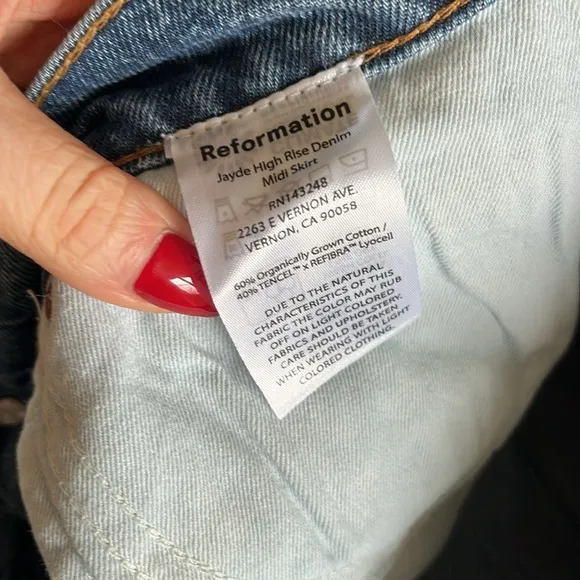 Reformation
Jayde High Rise Denim
Midi Skirt
RN143248
2263 E VERNON AVE.
VERNON, CA 90058
60% Organically Grown Cotton /
40% TENCEL™ x REFIBRA™ Lyocell
DUE TO THE NATURAL
CHARACTERISTICS OF THIS
FABRIC THE COLOR MAY RUB
OFF ON LIGHT COLORED
FABRICS AND UPHOLSTERY.
CARE SHOULD BE TAKEN
WHEN WEARING WITH LIGHT
COLORED CLOTHING.